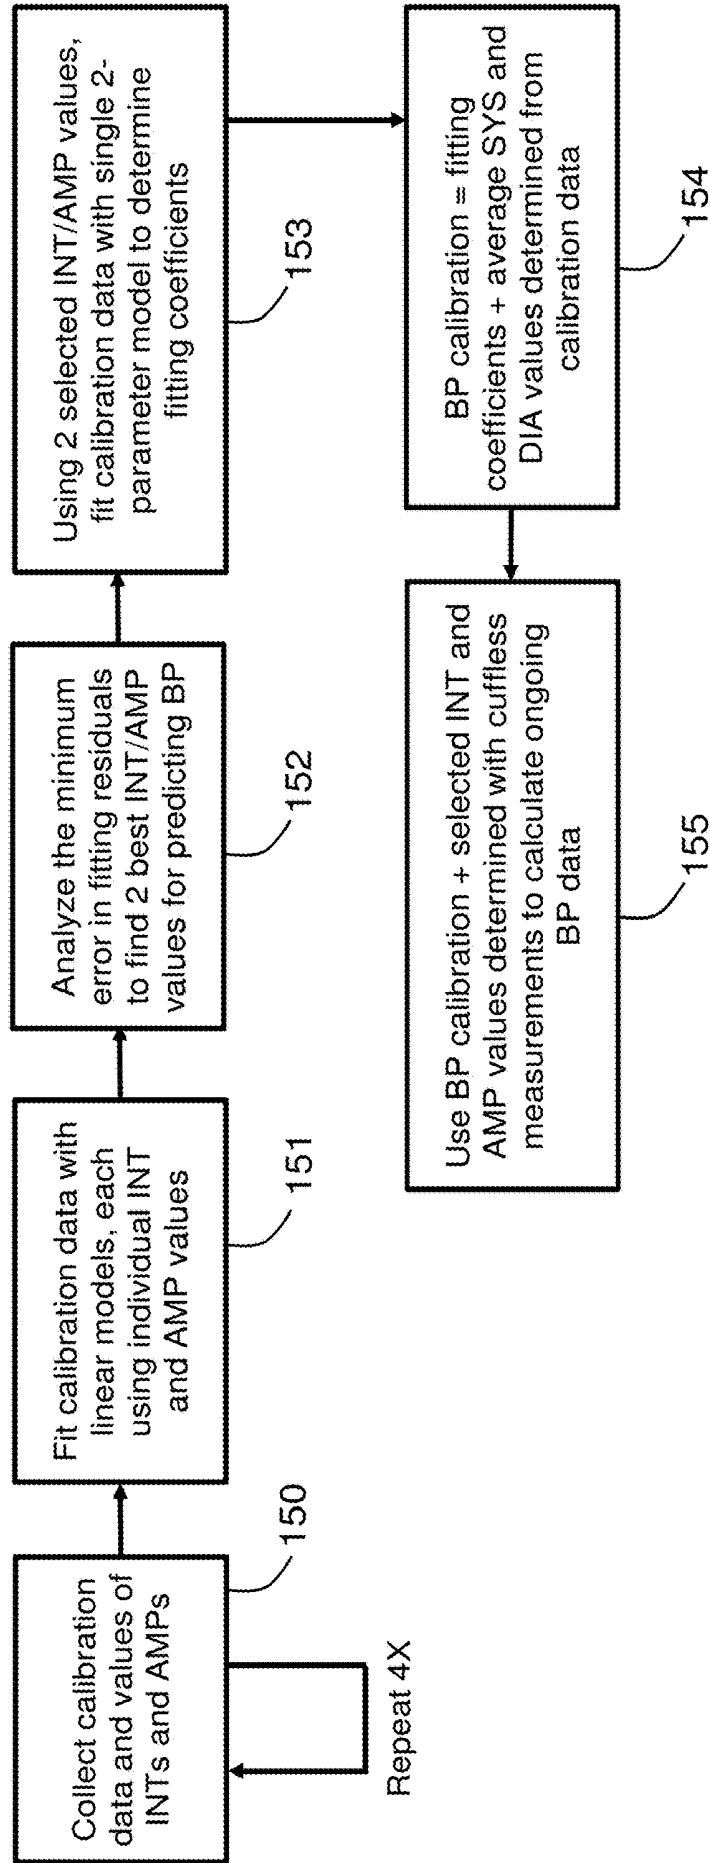 Collect calibration
data and values of
INTs and AMPs
150
Repeat 4X
Fit calibration data with
linear models, each
using individual INT
and AMP values
151
Analyze the minimum
error in fitting residuals
to find 2 best INT/AMP
values for predicting BP
152
Using 2 selected INT/AMP values,
fit calibration data with single 2-
parameter model to determine
fitting coefficients
153
BP calibration = fitting
coefficients + average SYS and
DIA values determined from
calibration data
154
Use BP calibration + selected INT and
AMP values determined with cuffless
measurements to calculate ongoing
BP data
155